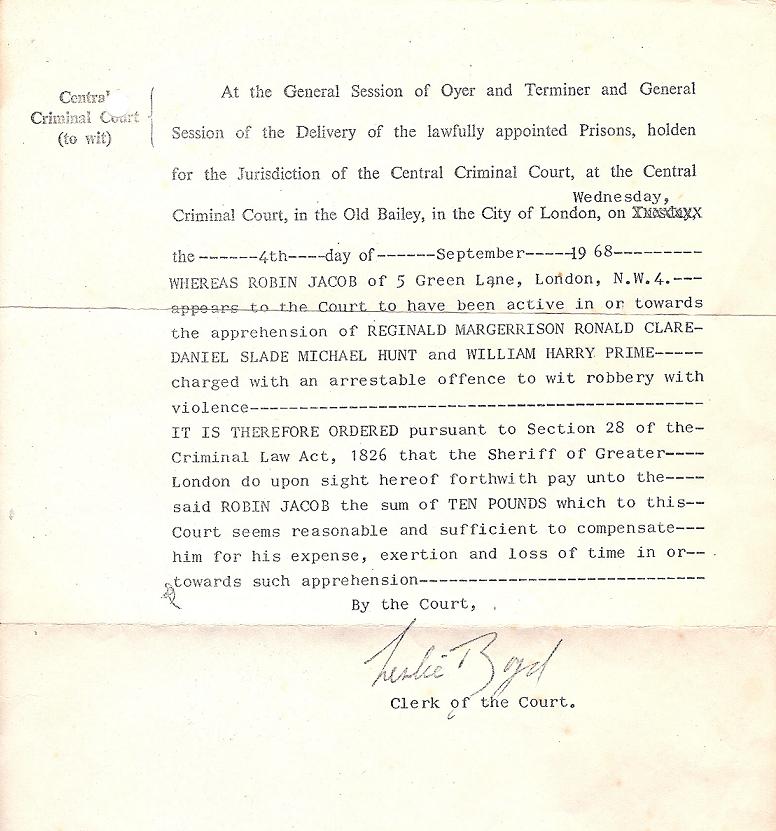 Central
Criminal Court
(to wit)
At the General Session of Oyer and Terminer and General
Session of the Delivery of the lawfully appointed Prisons, holden
for the Jurisdiction of the Central Criminal Court, at the Central
Wednesday,
Criminal Court, in the Old Bailey, in the City of London, on
the-------4th----day of------September-----19 68---------
WHEREAS ROBIN JACOB of 5 Green Lane, London, N.W.4.---
appears to the Court to have been active in or towards
the apprehension of REGINALD MARGERRISON RONALD CLARE-
DANIEL SLADE MICHAEL HUNT and WILLIAM HARRY PRIME-----
charged with an arrestable offence to wit robbery with
violence---------------------------------------------
IT IS THEREFORE ORDERED pursuant to Section 28 of the-
Criminal Law Act, 1826 that the Sheriff of Greater----
London do upon sight hereof forthwith pay unto the----
said ROBIN JACOB the sum of TEN POUNDS which to this--
Court seems reasonable and sufficient to compensate---
him for his expense, exertion and loss of time in or--
towards such apprehension-----------------------------
By the Court,
Leslie Boyd
Clerk of the Court.